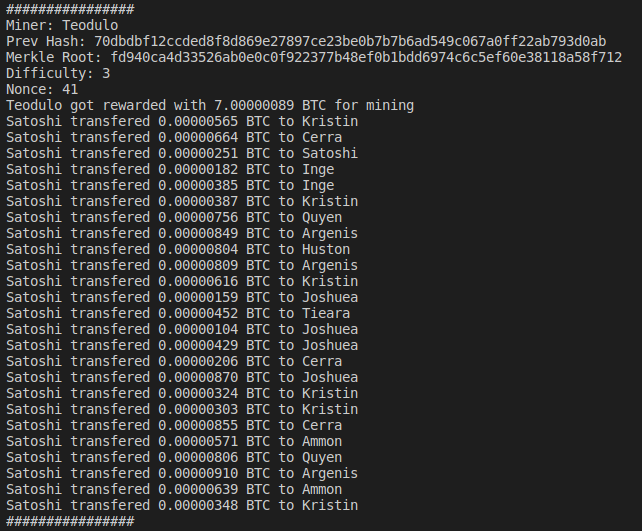 ################
Miner: Teodulo
Prev Hash: 70dbdbf12ccded8f8d869e27897ce23be0b7b7b6ad549c067a0ff22ab793d0ab
Merkle Root: fd940ca4d33526ab0e0c0f922377b48ef0b1bdd6974c6c5ef60e38118a58f712
Difficulty: 3
Nonce: 41
Teodulo got rewarded with 7.00000089 BTC for mining
Satoshi transfered 0.00000565 BTC to Kristin
Satoshi transfered 0.00000664 BTC to Cerra
Satoshi transfered 0.00000251 BTC to Satoshi
Satoshi transfered 0.00000182 BTC to Inge
Satoshi transfered 0.00000385 BTC to Inge
Satoshi transfered 0.00000387 BTC to Kristin
Satoshi transfered 0.00000756 BTC to Quyen
Satoshi transfered 0.00000849 BTC to Argenis
Satoshi transfered 0.00000804 BTC to Huston
Satoshi transfered 0.00000809 BTC to Argenis
Satoshi transfered 0.00000616 BTC to Kristin
Satoshi transfered 0.00000159 BTC to Joshuea
Satoshi transfered 0.00000452 BTC to Tieara
Satoshi transfered 0.00000104 BTC to Joshuea
Satoshi transfered 0.00000429 BTC to Joshuea
Satoshi transfered 0.00000206 BTC to Cerra
Satoshi transfered 0.00000870 BTC to Joshuea
Satoshi transfered 0.00000324 BTC to Kristin
Satoshi transfered 0.00000303 BTC to Kristin
Satoshi transfered 0.00000855 BTC to Cerra
Satoshi transfered 0.00000571 BTC to Ammon
Satoshi transfered 0.00000806 BTC to Quyen
Satoshi transfered 0.00000910 BTC to Argenis
Satoshi transfered 0.00000639 BTC to Ammon
Satoshi transfered 0.00000348 BTC to Kristin
################